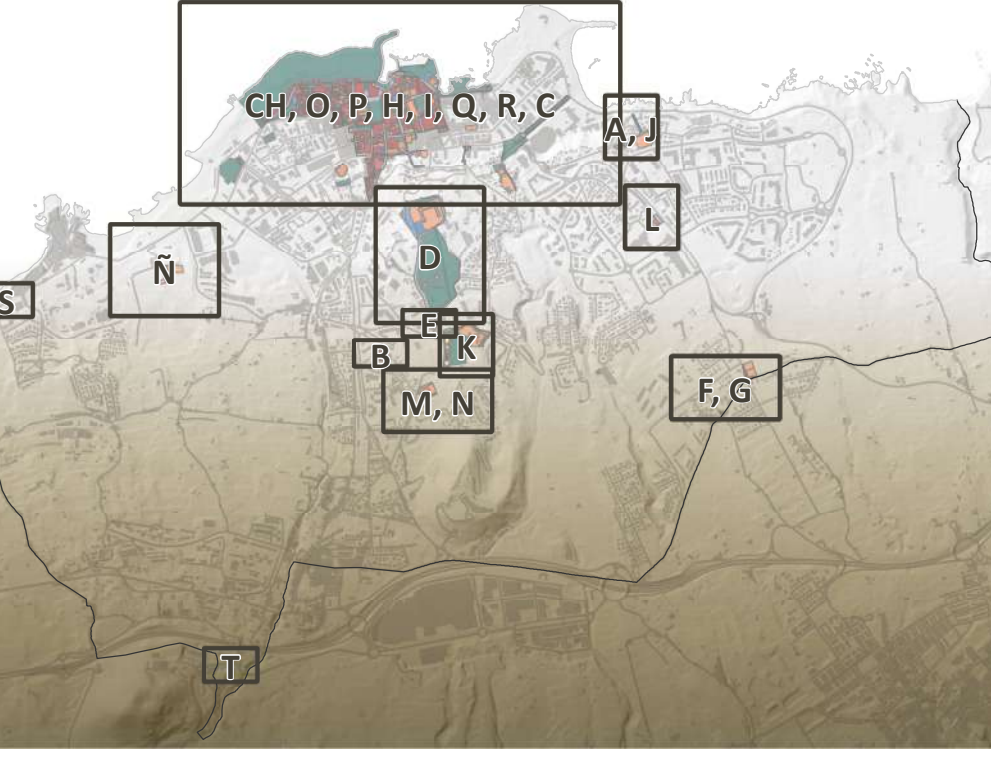 CH, O, P, H, I, Q, R, C
A, J
L
D
Ñ
S
E
K
B
F, G
M, N
T